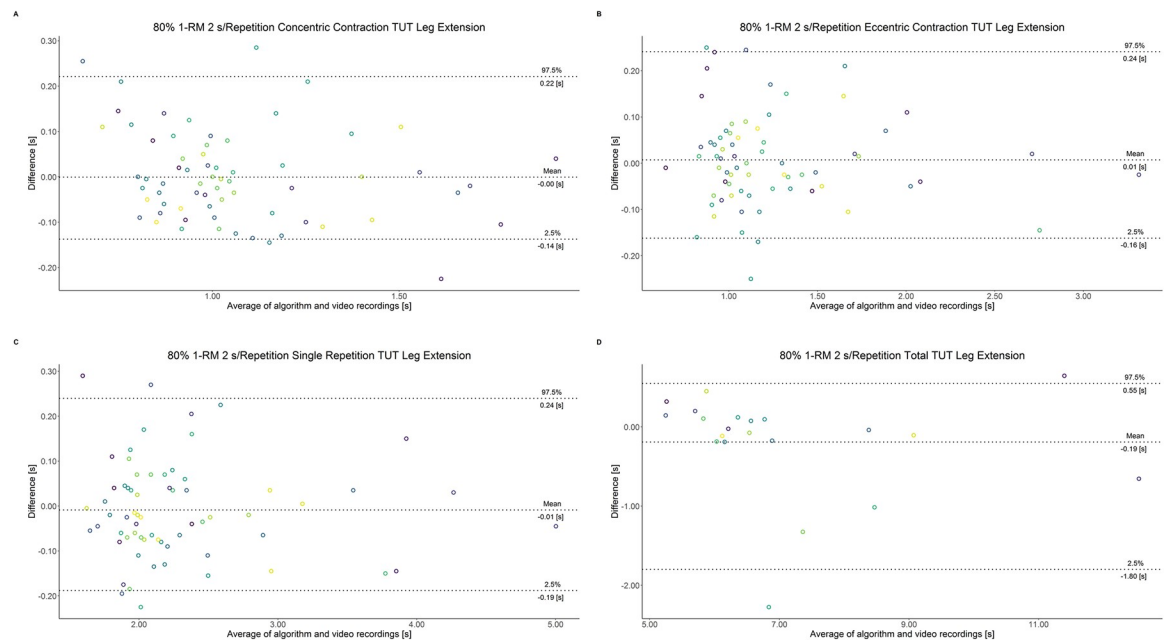 A
80% 1-RM 2 s/Repetition Concentric Contraction TUT Leg Extension
0.30
0.20
0.10
0.00
-0.10
-0.20
Difference [s]
97.5%
0.22 [s]
Mean
-0.00 [s]
2.5%
-0.14 [s]
1.00
1.50
Average of algorithm and video recordings [s]
B
80% 1-RM 2 s/Repetition Eccentric Contraction TUT Leg Extension
0.20
0.10
0.00
-0.10
-0.20
Difference [s]
97.5%
0.24 [s]
Mean
0.01 [s]
2.5%
-0.16 [s]
1.00
1.50
2.00
2.50
3.00
Average of algorithm and video recordings [s]
C
80% 1-RM 2 s/Repetition Single Repetition TUT Leg Extension
0.30
0.20
0.10
0.00
-0.10
-0.20
Difference [s]
97.5%
0.24 [s]
Mean
-0.01 [s]
2.5%
-0.19 [s]
2.00
3.00
4.00
5.00
Average of algorithm and video recordings [s]
D
80% 1-RM 2 s/Repetition Total TUT Leg Extension
0.00
-1.00
-2.00
Difference [s]
97.5%
0.55 [s]
Mean
-0.19 [s]
2.5%
-1.80 [s]
5.00
7.00
9.00
11.00
Average of algorithm and video recordings [s]